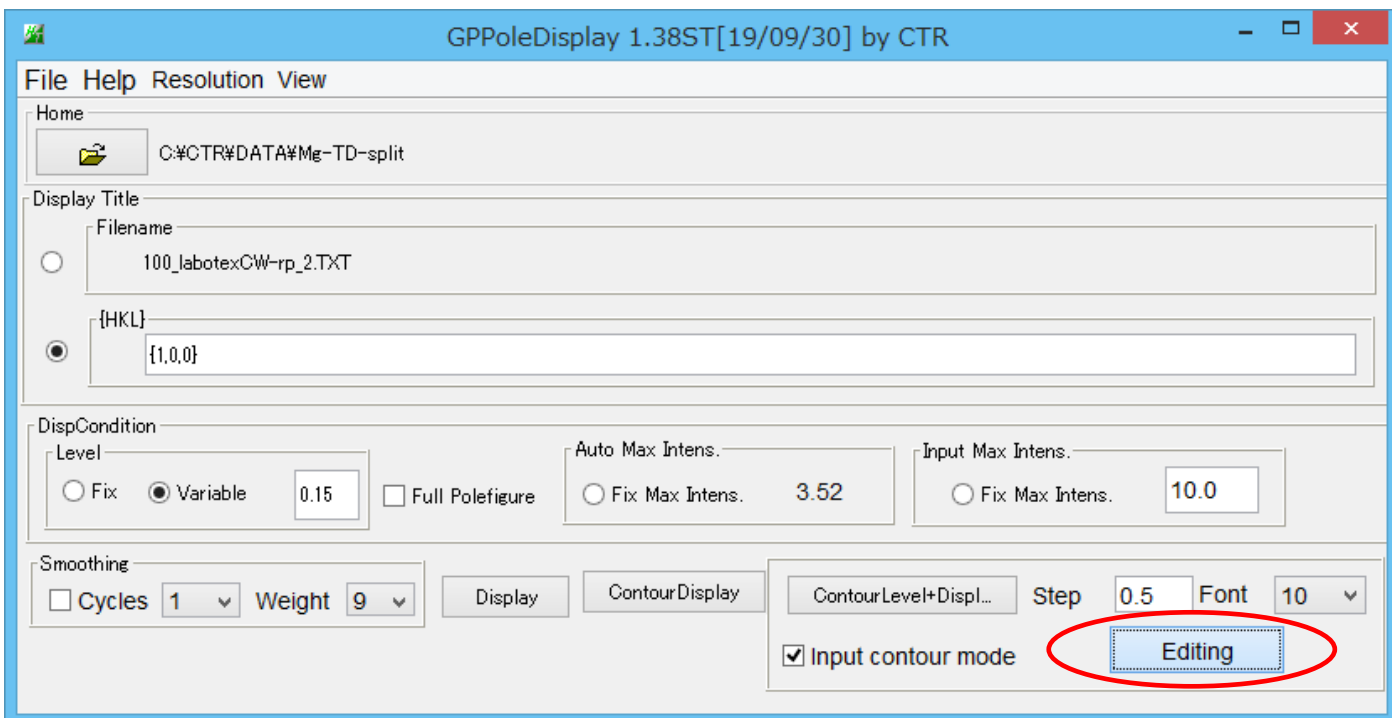 GPPoleDisplay 1.38ST[19/09/30] by CTR
File Help Resolution View
Home
C:¥CTR¥DATA¥Mg-TD-split
Display Title
Filename
100_labotexCW-rp_2.TXT
{HKL}
{1,0,0}
DispCondition
Level
Fix Variable 0.15
Full Polefigure
Auto Max Intens.
Fix Max Intens. 3.52
Input Max Intens.
Fix Max Intens. 10.0
Smoothing
Cycles 1 Weight 9
Display
ContourDisplay
ContourLevel+Displ... Step 0.5 Font 10
Input contour mode Editing